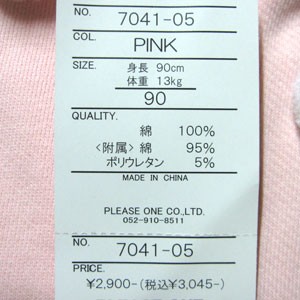 NO. 7041-05
COL. PINK
SIZE. 身長 90cm
体重 13kg
90
QUALITY.
綿 100%
〈附属〉綿 95%
ポリウレタン 5%
MADE IN CHINA
PLEASE ONE CO.,LTD.
052-910-8511
NO. 7041-05
PRICE.
¥2,900-(税込¥3,045-)